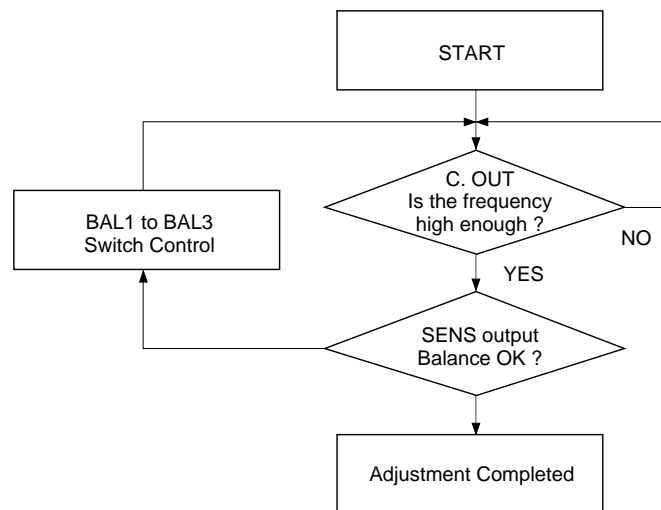 START
C. OUT
Is the frequency
high enough ?
NO
BAL1 to BAL3
Switch Control
YES
SENS output
Balance OK ?
Adjustment Completed